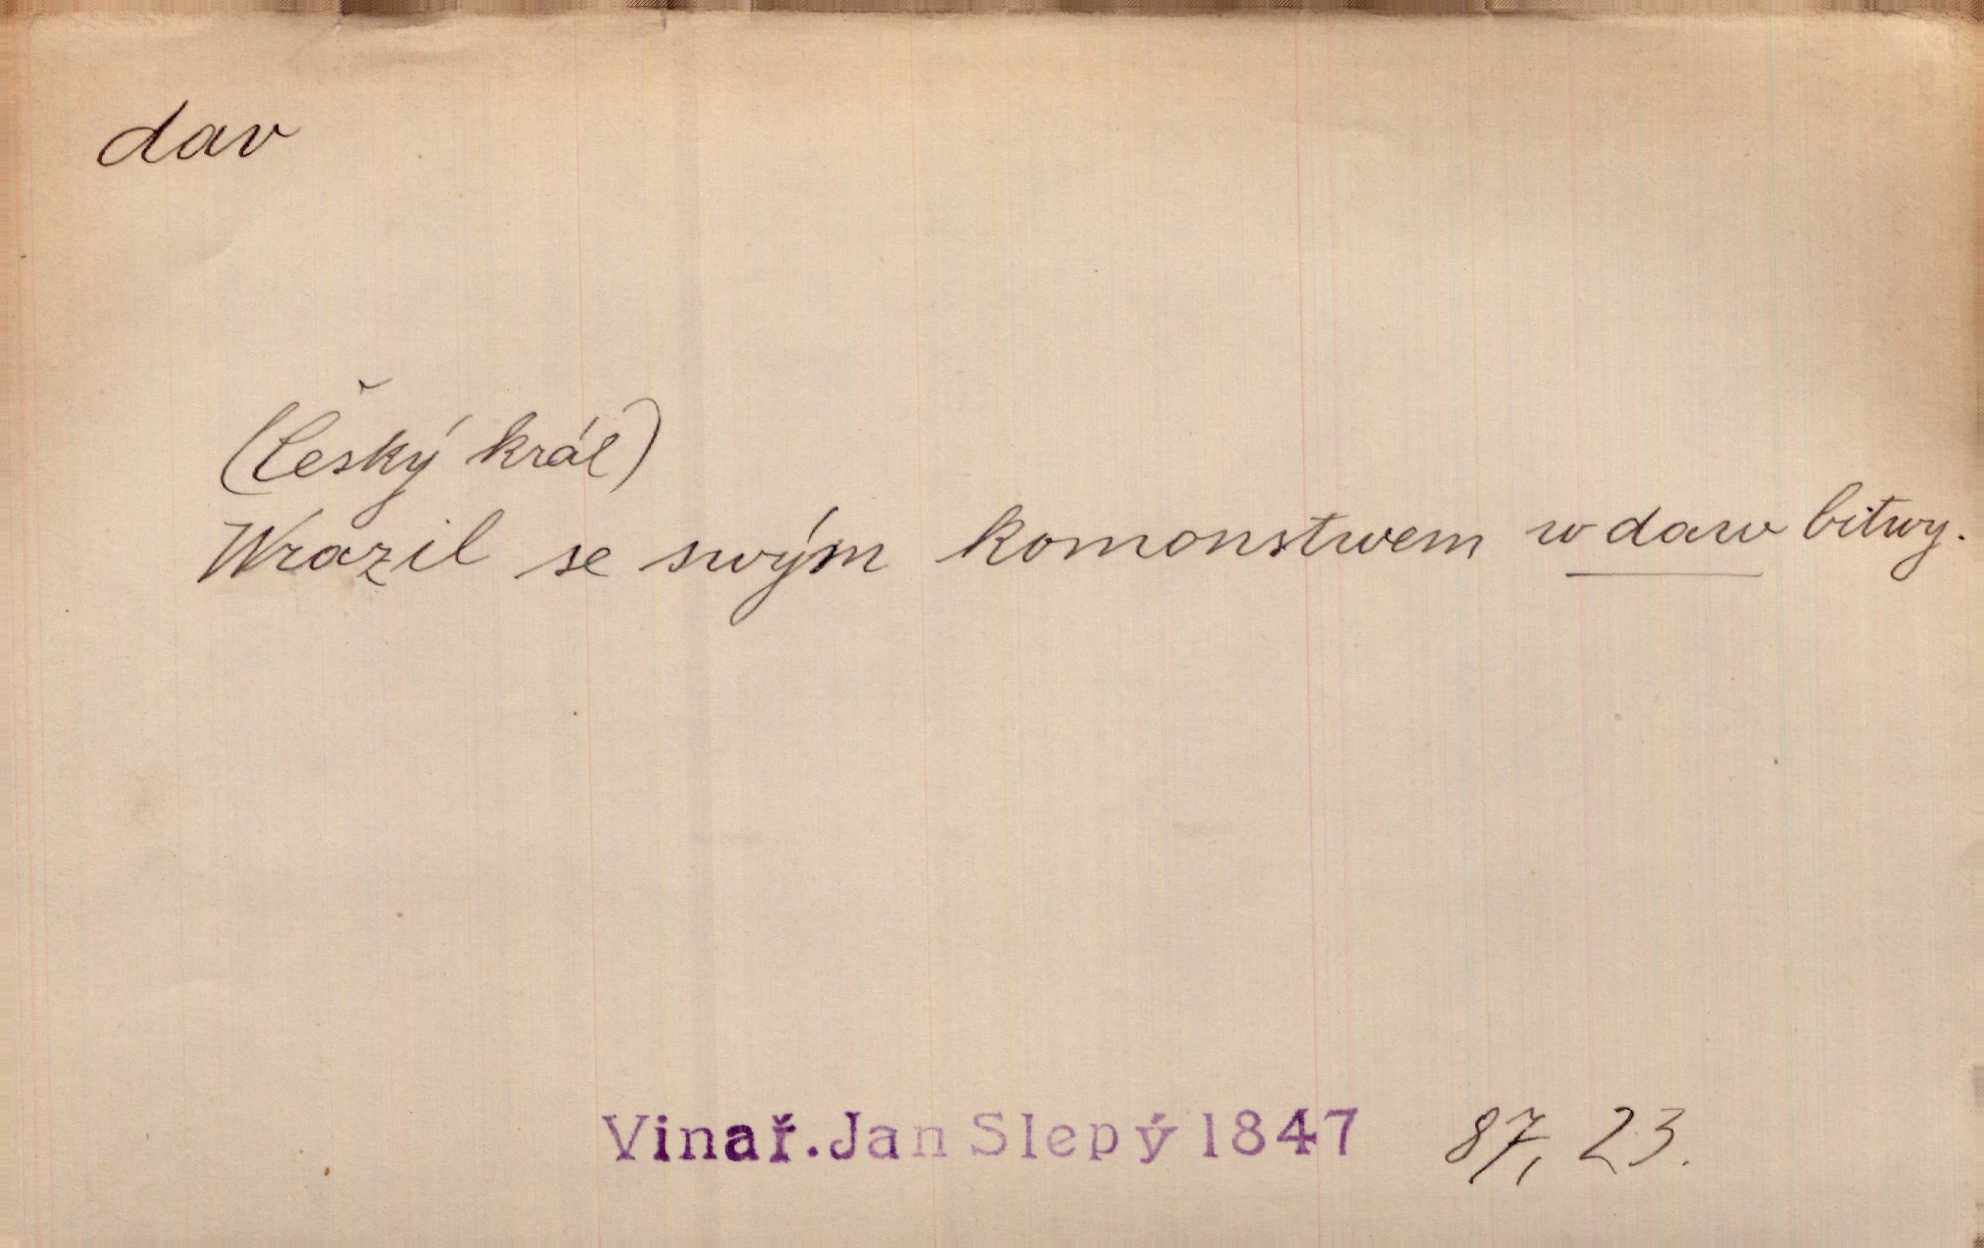 dav
(Český král)
Wrazil se swým komonstwem w daw bitwy.
Vinař. Jan Slepý 1847 87, 23.